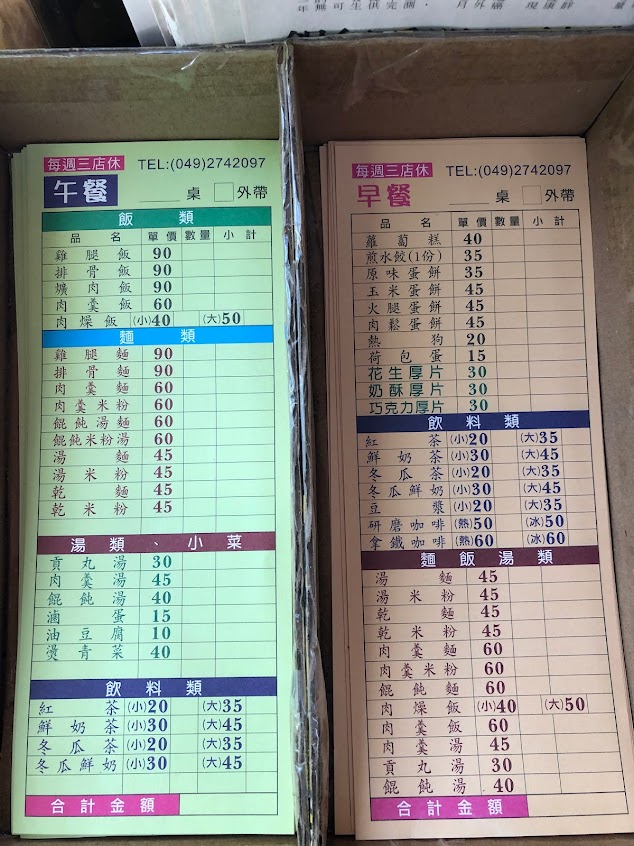 每週三店休 TEL:(049)2742097
午餐 桌 外帶
飯類
品名 單價 數量 小計
雞腿飯 90
排骨飯 90
爌肉飯 90
肉羹飯 60
肉燥飯 (小)40 (大)50
麵類
雞腿麵 90
排骨麵 90
肉羹麵 60
肉羹米粉 60
餛飩湯麵 60
餛飩米粉湯 60
湯麵 45
湯米粉 45
乾麵 45
乾米粉 45
湯類、小菜
貢丸湯 30
肉羹湯 45
餛飩湯 40
滷蛋 15
油豆腐 10
燙青菜 40
飲料類
紅茶 (小)20 (大)35
鮮奶茶 (小)30 (大)45
冬瓜茶 (小)20 (大)35
冬瓜鮮奶 (小)30 (大)45
合計金額
每週三店休 TEL:(049)2742097
早餐 桌 外帶
品名 單價 數量 小計
蘿蔔糕 40
煎水餃(1份) 35
原味蛋餅 35
玉米蛋餅 45
火腿蛋餅 45
肉鬆蛋餅 45
熱狗 20
荷包蛋 15
花生厚片 30
奶酥厚片 30
巧克力厚片 30
飲料類
紅茶 (小)20 (大)35
鮮奶茶 (小)30 (大)45
冬瓜茶 (小)20 (大)35
冬瓜鮮奶 (小)30 (大)45
豆漿 (小)20 (大)35
研磨咖啡 (熱)50 (冰)50
拿鐵咖啡 (熱)60 (冰)60
麵飯湯類
湯麵 45
湯米粉 45
乾麵 45
乾米粉 45
肉羹麵 60
肉羹米粉 60
餛飩麵 60
肉燥飯 (小)40 (大)50
肉羹飯 60
肉羹湯 45
貢丸湯 30
餛飩湯 40
合計金額